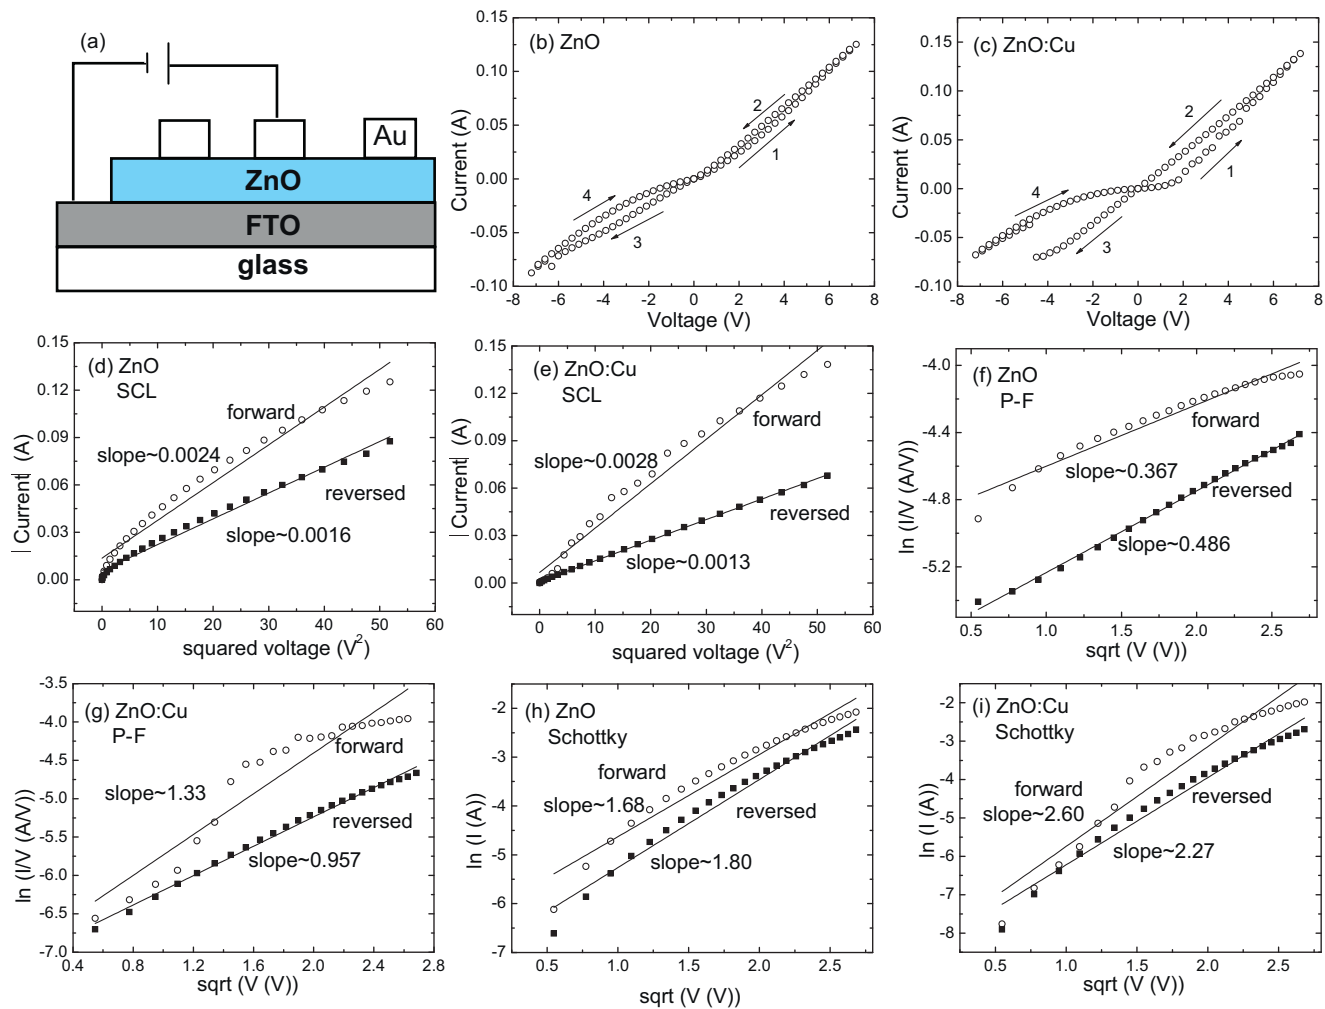 (a)
Au
ZnO
FTO
glass
(b) ZnO
0.15
0.10
0.05
0.00
-0.05
-0.10
Current (A)
2
1
4
3
-8 -6 -4 -2 0 2 4 6 8
Voltage (V)
(c) ZnO:Cu
0.15
0.10
0.05
0.00
-0.05
-0.10
Current (A)
2
1
4
3
-8 -6 -4 -2 0 2 4 6 8
Voltage (V)
(d) ZnO
SCL
0.15
0.12
0.09
0.06
0.03
0.00
| Current| (A)
forward
slope~0.0024
reversed
slope~0.0016
0 10 20 30 40 50 60
squared voltage (V²)
(e) ZnO:Cu
SCL
0.15
0.12
0.09
0.06
0.03
0.00
| Current| (A)
forward
slope~0.0028
reversed
slope~0.0013
0 10 20 30 40 50 60
squared voltage (V²)
(f) ZnO
P-F
-4.0
-4.4
-4.8
-5.2
ln (I/V (A/V))
forward
slope~0.367
reversed
slope~0.486
0.5 1.0 1.5 2.0 2.5
sqrt (V (V))
(g) ZnO:Cu
P-F
-3.5
-4.0
-4.5
-5.0
-5.5
-6.0
-6.5
-7.0
ln (I/V (A/V))
forward
slope~1.33
reversed
slope~0.957
0.4 0.8 1.2 1.6 2.0 2.4 2.8
sqrt (V (V))
(h) ZnO
Schottky
-2
-3
-4
-5
-6
-7
ln (I (A))
forward
slope~1.68
reversed
slope~1.80
0.5 1.0 1.5 2.0 2.5
sqrt (V (V))
(i) ZnO:Cu
Schottky
-2
-3
-4
-5
-6
-7
-8
ln (I (A))
forward
slope~2.60
reversed
slope~2.27
0.5 1.0 1.5 2.0 2.5
sqrt (V (V))